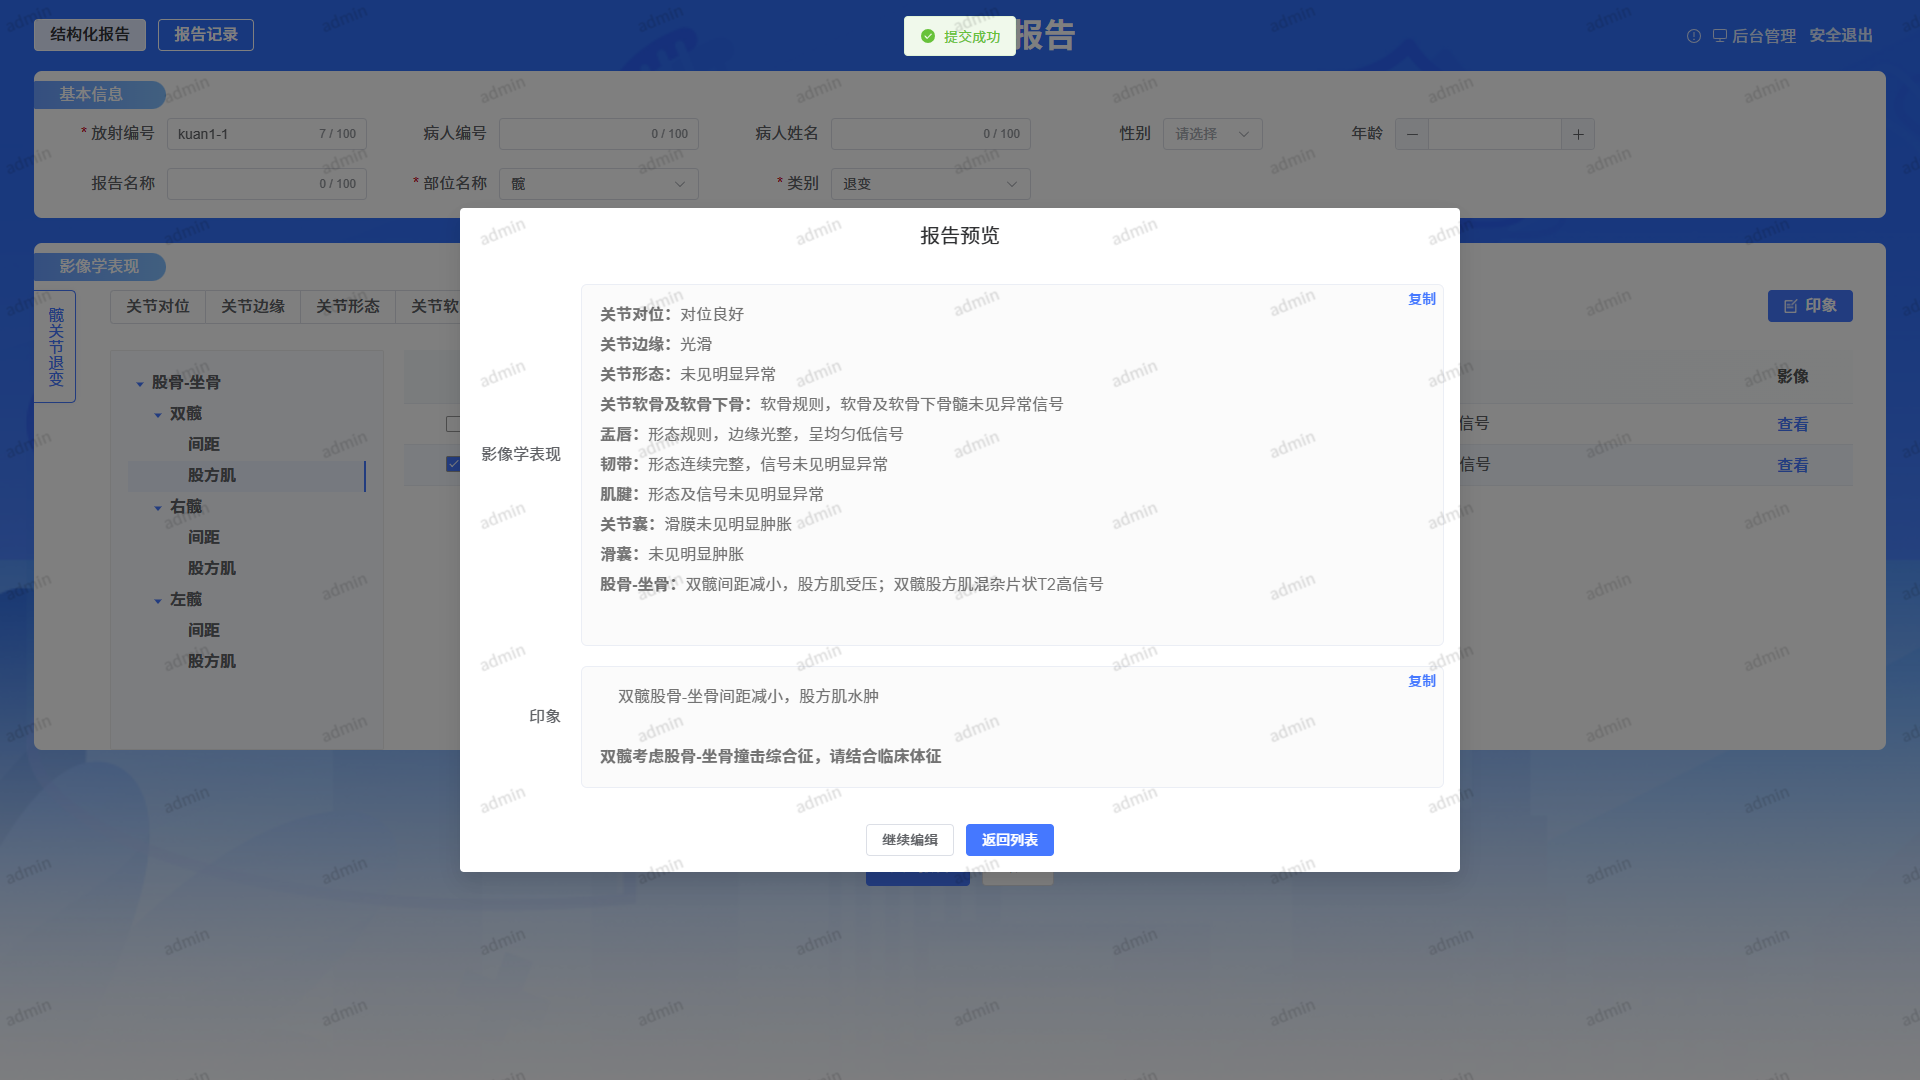 结构化报告
报告记录
提交成功
报告
后台管理
安全退出
基本信息
* 放射编号 kuan1-1 7 / 100
病人编号 0 / 100
病人姓名 0 / 100
性别 请选择
年龄
报告名称 0 / 100
* 部位名称 髋
* 类别 退变
影像学表现
髋关节退变
关节对位
关节边缘
关节形态
关节软
印象
股骨-坐骨
双髋
间距
股方肌
右髋
间距
股方肌
左髋
间距
股方肌
影像
信号 查看
信号 查看
报告预览
影像学表现
复制
关节对位：对位良好
关节边缘：光滑
关节形态：未见明显异常
关节软骨及软骨下骨：软骨规则，软骨及软骨下骨髓未见异常信号
盂唇：形态规则，边缘光整，呈均匀低信号
韧带：形态连续完整，信号未见明显异常
肌腱：形态及信号未见明显异常
关节囊：滑膜未见明显肿胀
滑囊：未见明显肿胀
股骨-坐骨：双髋间距减小，股方肌受压；双髋股方肌混杂片状T2高信号
印象
复制
双髋股骨-坐骨间距减小，股方肌水肿
双髋考虑股骨-坐骨撞击综合征，请结合临床体征
继续编辑
返回列表
admin